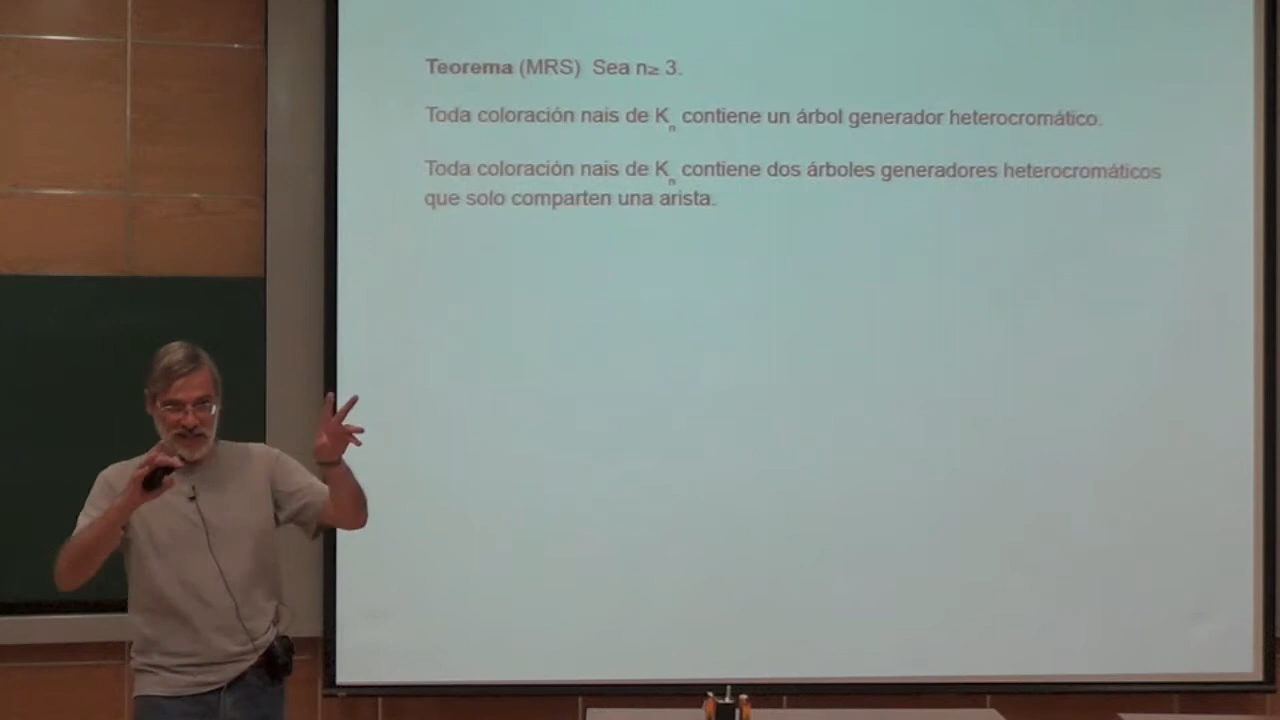 Teorema (MRS) Sea n≥ 3.
Toda coloración nais de Kn contiene un árbol generador heterocromático.
Toda coloración nais de Kn contiene dos árboles generadores heterocromáticos
que solo comparten una arista.